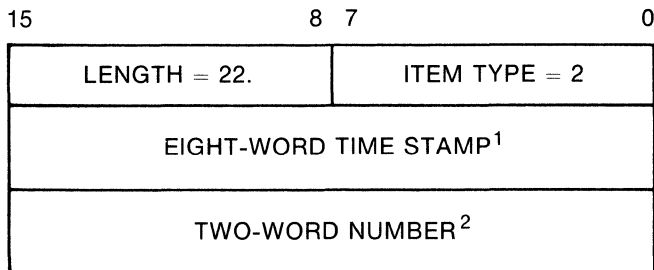 15 8 7 0
LENGTH = 22. ITEM TYPE = 2
EIGHT-WORD TIME STAMP¹
TWO-WORD NUMBER²